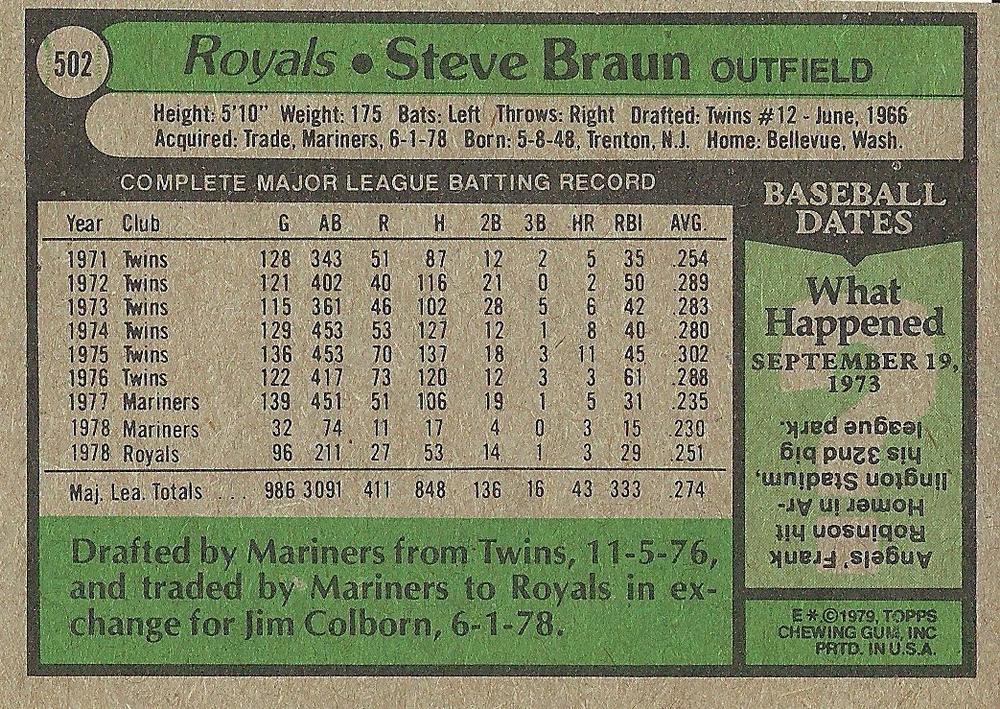 502
Royals • Steve Braun OUTFIELD
Height: 5'10" Weight: 175 Bats: Left Throws: Right Drafted: Twins #12 - June, 1966
Acquired: Trade, Mariners, 6-1-78 Born: 5-8-48, Trenton, N.J. Home: Bellevue, Wash.
COMPLETE MAJOR LEAGUE BATTING RECORD
Year Club G AB R H 2B 3B HR RBI AVG.
1971 Twins 128 343 51 87 12 2 5 35 .254
1972 Twins 121 402 40 116 21 0 2 50 .289
1973 Twins 115 361 46 102 28 5 6 42 .283
1974 Twins 129 453 53 127 12 1 8 40 .280
1975 Twins 136 453 70 137 18 3 11 45 .302
1976 Twins 122 417 73 120 12 3 3 61 .288
1977 Mariners 139 451 51 106 19 1 5 31 .235
1978 Mariners 32 74 11 17 4 0 3 15 .230
1978 Royals 96 211 27 53 14 1 3 29 .251
Maj. Lea. Totals ... 986 3091 411 848 136 16 43 333 .274
Drafted by Mariners from Twins, 11-5-76,
and traded by Mariners to Royals in ex-
change for Jim Colborn, 6-1-78.
BASEBALL
DATES
What
Happened
SEPTEMBER 19,
1973
Angels' Frank
Robinson hit
Homer in Ar-
lington Stadium,
his 32nd big
league park.
E*©1979, TOPPS
CHEWING GUM, INC
PRTD. IN U.S.A.